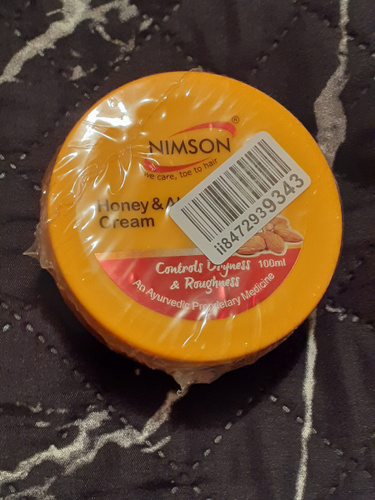 NIMSON®
we care, toe to hair
Honey & Al
Cream
ii8472939343
Controls Dryness
& Roughness
100ml
An Ayurvedic Proprietary Medicine